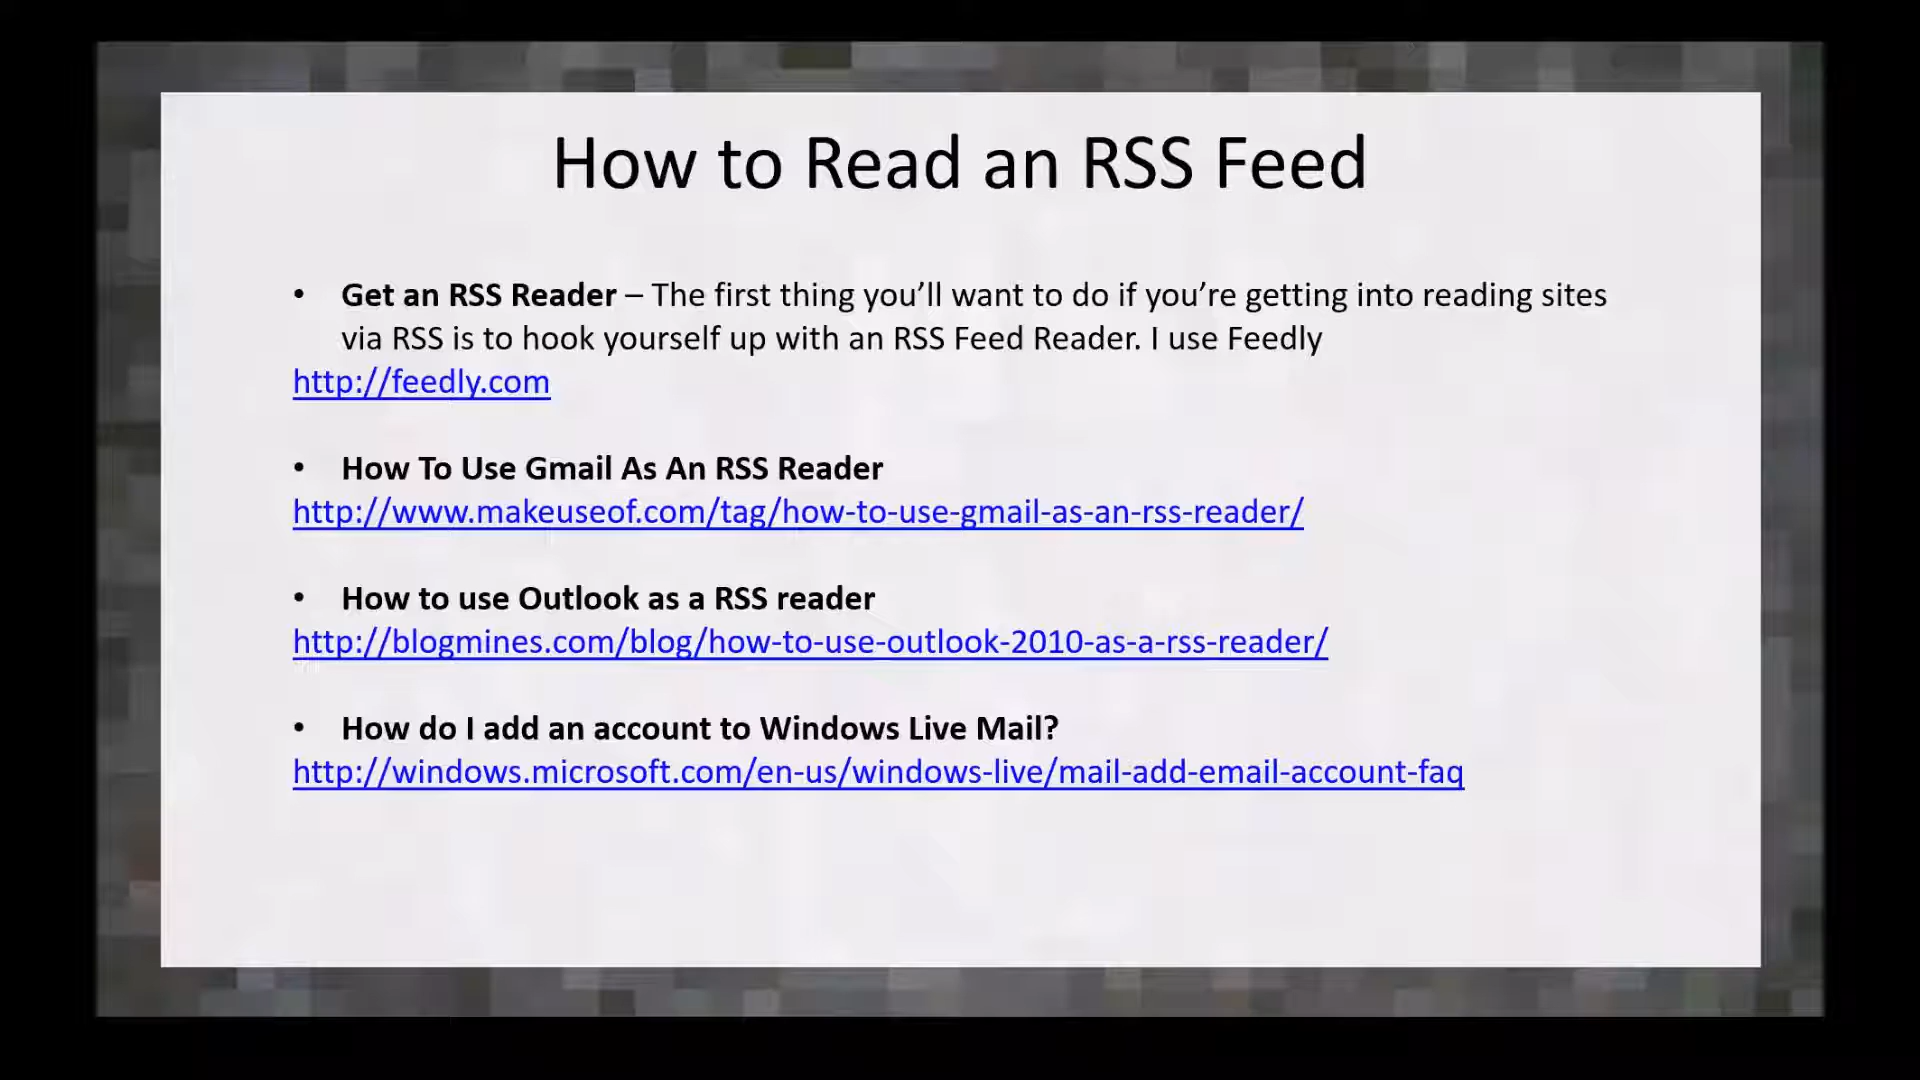 How to Read an RSS Feed
• Get an RSS Reader – The first thing you’ll want to do if you’re getting into reading sites
via RSS is to hook yourself up with an RSS Feed Reader. I use Feedly
http://feedly.com
• How To Use Gmail As An RSS Reader
http://www.makeuseof.com/tag/how-to-use-gmail-as-an-rss-reader/
• How to use Outlook as a RSS reader
http://blogmines.com/blog/how-to-use-outlook-2010-as-a-rss-reader/
• How do I add an account to Windows Live Mail?
http://windows.microsoft.com/en-us/windows-live/mail-add-email-account-faq